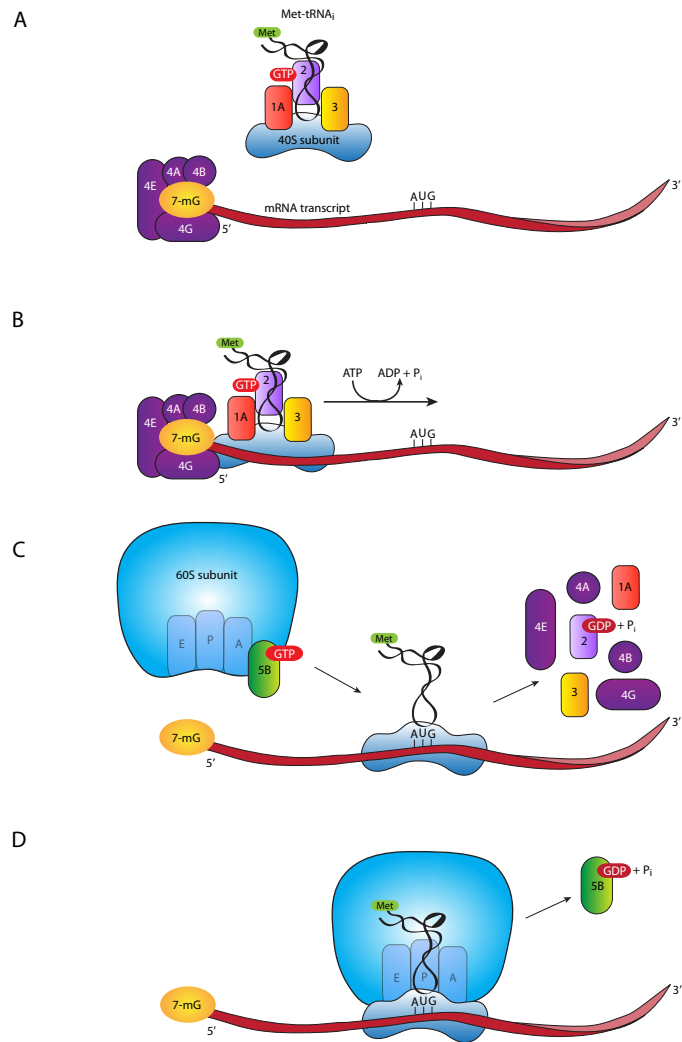 A
Met-tRNAi
Met
GTP
2
1A
3
40S subunit
4E
4A
4B
7-mG
4G
5’
mRNA transcript
AUG
3’
B
Met
GTP
2
1A
3
ATP
ADP + Pi
4E
4A
4B
7-mG
4G
5’
AUG
3’
C
60S subunit
E
P
A
5B
GTP
Met
4A
1A
4E
GDP + Pi
2
4B
3
4G
7-mG
5’
AUG
3’
D
Met
E
P
A
GDP + Pi
5B
7-mG
5’
AUG
3’